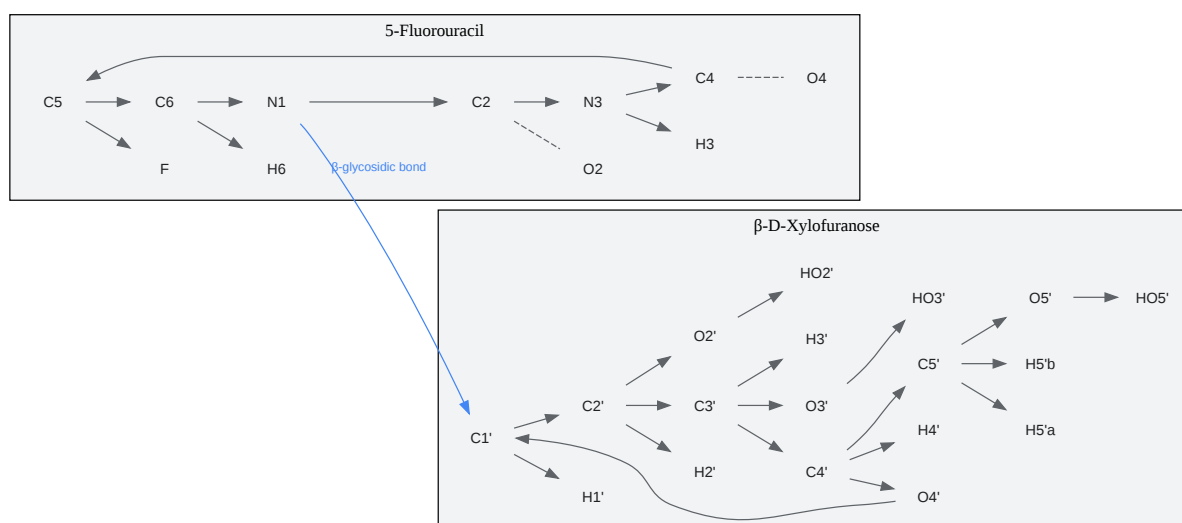 5-Fluorouracil
C4
O4
C5
C6
N1
C2
N3
H3
F
H6
β-glycosidic bond
O2
β-D-Xylofuranose
HO2'
HO3'
O5'
HO5'
O2'
H3'
C5'
H5'b
C2'
C3'
O3'
C1'
H4'
H5'a
H2'
C4'
H1'
O4'